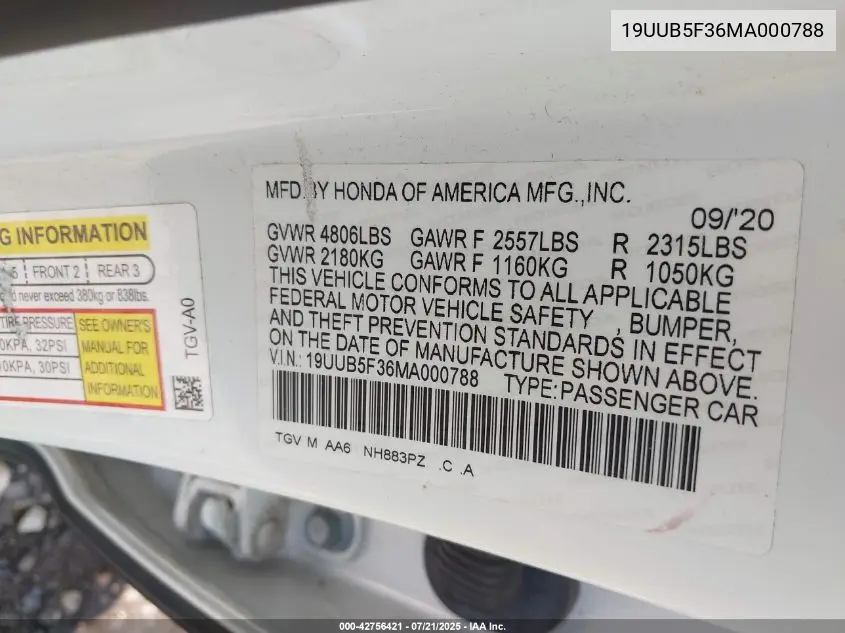 19UUB5F36MA000788
MFD. BY HONDA OF AMERICA MFG.,INC.
09/'20
GVWR 4806LBS GAWR F 2557LBS R 2315LBS
GVWR 2180KG GAWR F 1160KG R 1050KG
THIS VEHICLE CONFORMS TO ALL APPLICABLE
FEDERAL MOTOR VEHICLE SAFETY , BUMPER,
AND THEFT PREVENTION STANDARDS IN EFFECT
ON THE DATE OF MANUFACTURE SHOWN ABOVE.
V.I.N.: 19UUB5F36MA000788 TYPE:PASSENGER CAR
TGV M AA6 NH883PZ .C .A
G INFORMATION
5 FRONT 2 REAR 3
d never exceed 380kg or 838lbs.
TIRE PRESSURE
0KPA, 32PSI
0KPA, 30PSI
SEE OWNER'S
MANUAL FOR
ADDITIONAL
INFORMATION
TGV-A0
000-42756421 / 07/21/2025 - IAA Inc.